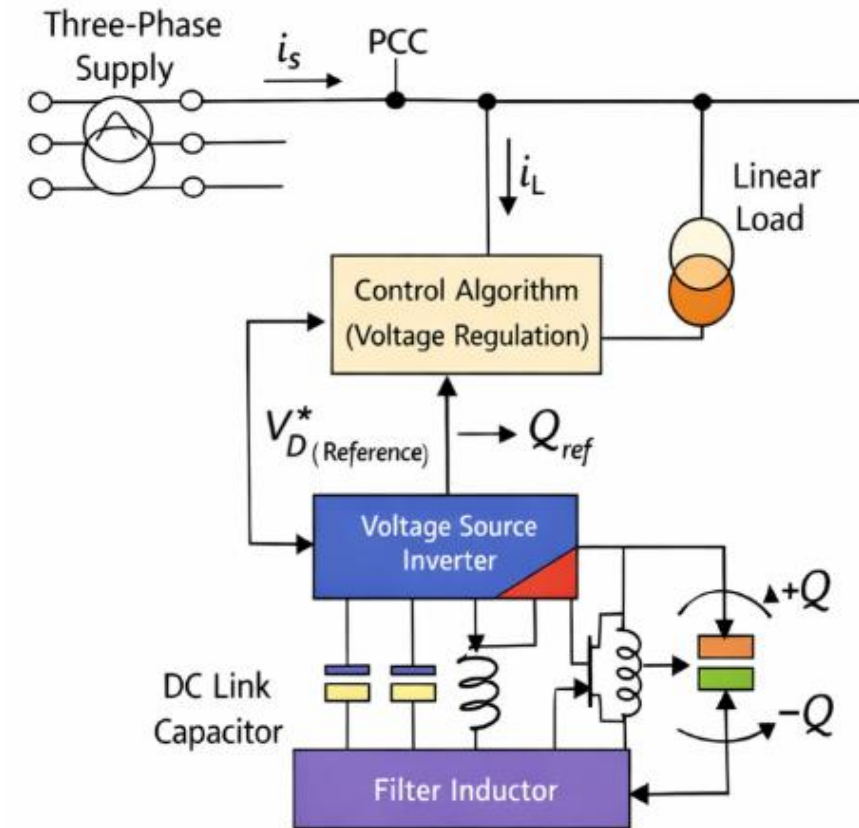 Three-Phase
Supply
i_s
PCC
i_L
Linear
Load
Control Algorithm
(Voltage Regulation)
V*_D (Reference)
Q_ref
Voltage Source
Inverter
+Q
DC Link
Capacitor
−Q
Filter Inductor